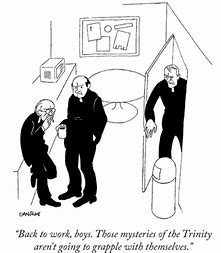 "Back to work, boys. Those mysteries of the Trinity
aren't going to grapple with themselves."